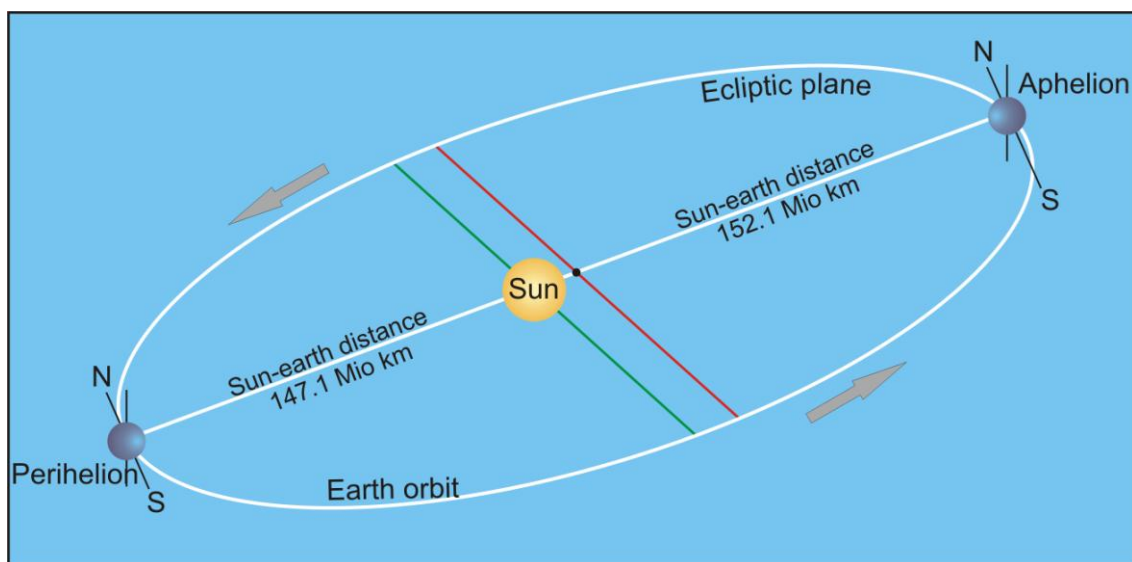 N
Aphelion
Ecliptic plane
Sun-earth distance
152.1 Mio km
S
Sun
Sun-earth distance
147.1 Mio km
N
Perihelion
S
Earth orbit